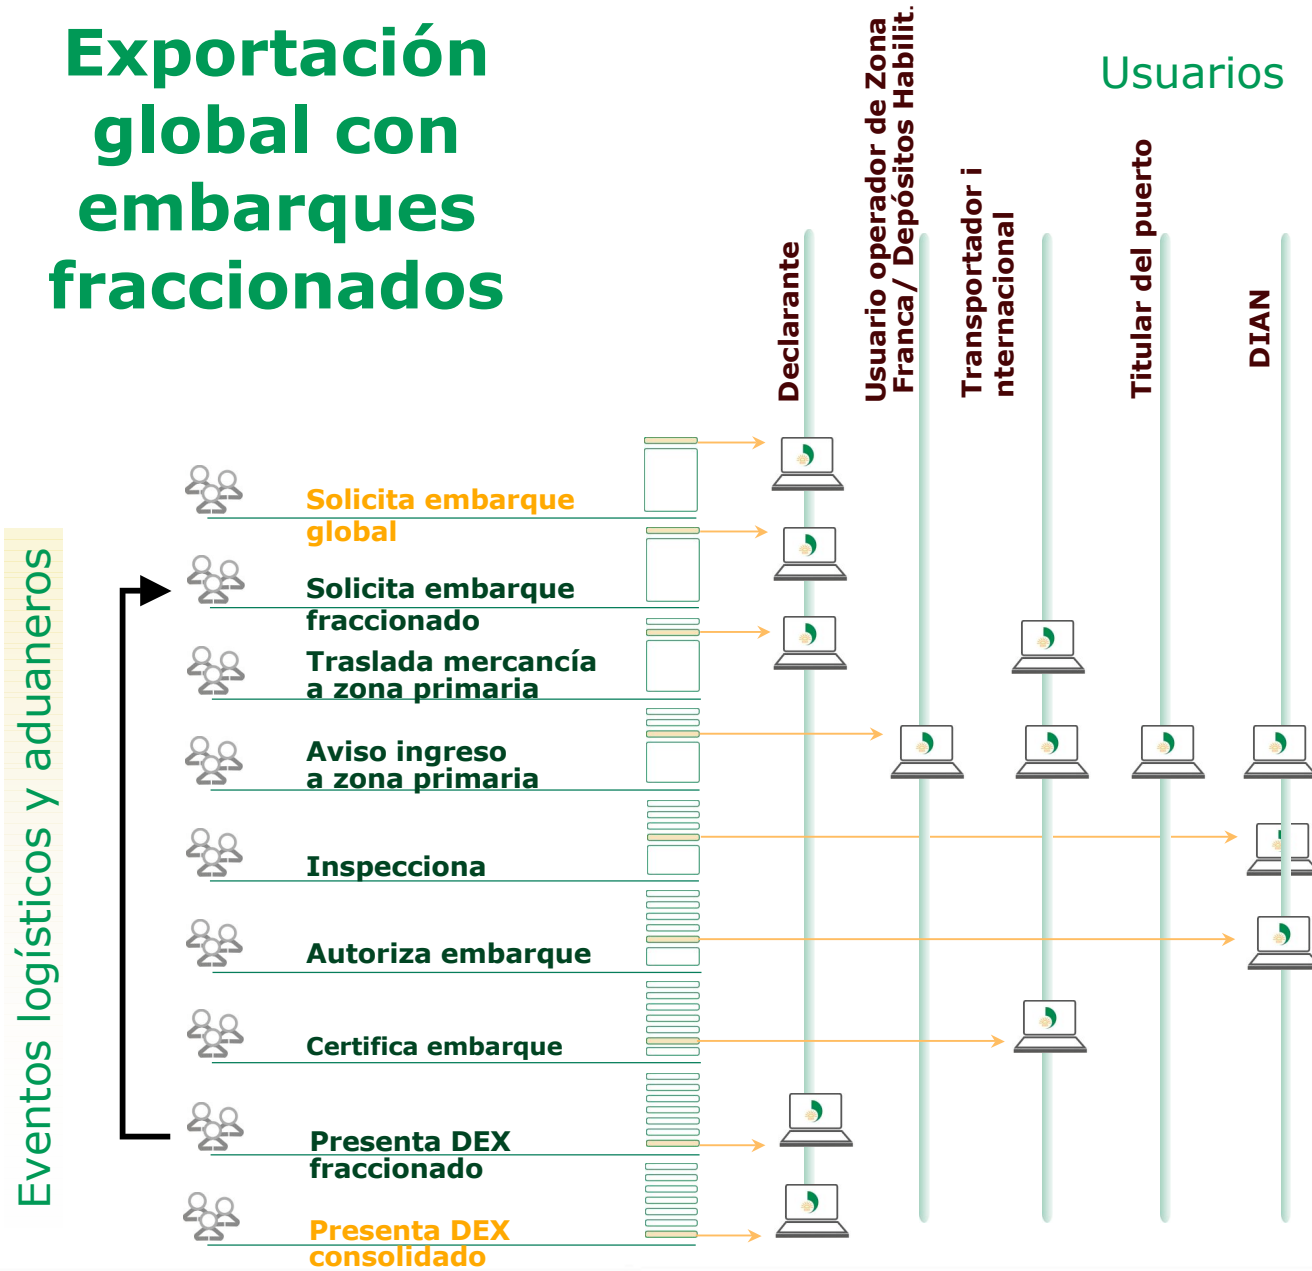 Exportación
global con
embarques
fraccionados
Usuarios
Declarante
Usuario operador de Zona
Franca/ Depósitos Habilit.
Transportador i
nternacional
Titular del puerto
DIAN
Eventos logísticos y aduaneros
Solicita embarque
global
Solicita embarque
fraccionado
Traslada mercancía
a zona primaria
Aviso ingreso
a zona primaria
Inspecciona
Autoriza embarque
Certifica embarque
Presenta DEX
fraccionado
Presenta DEX
consolidado